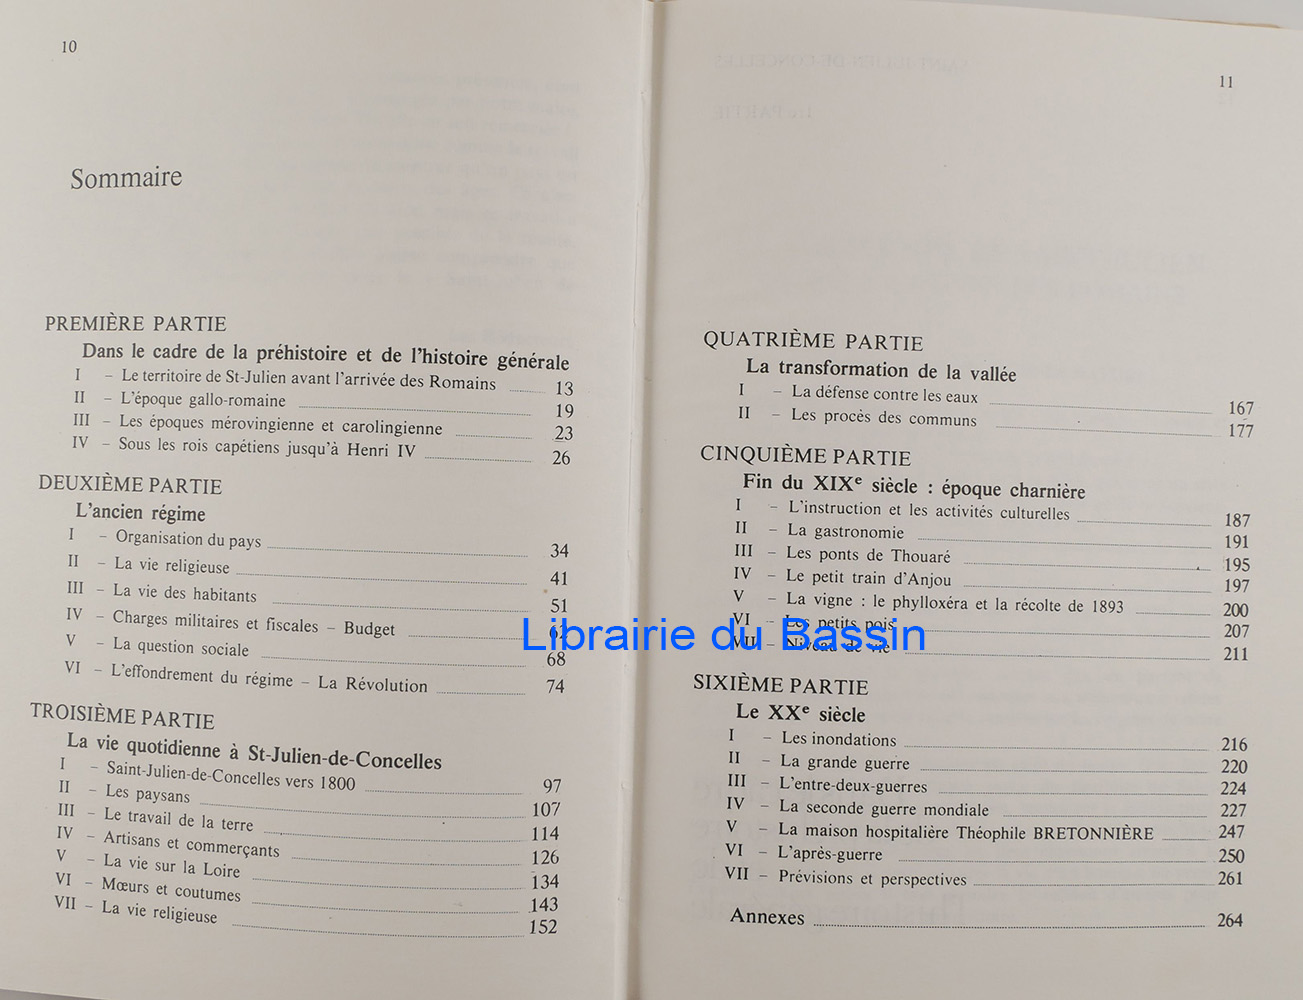 10
Sommaire
PREMIÈRE PARTIE
Dans le cadre de la préhistoire et de l'histoire générale
I – Le territoire de St-Julien avant l'arrivée des Romains 13
II – L'époque gallo-romaine 19
III – Les époques mérovingienne et carolingienne 23
IV – Sous les rois capétiens jusqu'à Henri IV 26
DEUXIÈME PARTIE
L'ancien régime
I – Organisation du pays 34
II – La vie religieuse 41
III – La vie des habitants 51
IV – Charges militaires et fiscales – Budget 62
V – La question sociale 68
VI – L'effondrement du régime – La Révolution 74
TROISIÈME PARTIE
La vie quotidienne à St-Julien-de-Concelles
I – Saint-Julien-de-Concelles vers 1800 97
II – Les paysans 107
III – Le travail de la terre 114
IV – Artisans et commerçants 126
V – La vie sur la Loire 134
VI – Mœurs et coutumes 143
VII – La vie religieuse 152
11
QUATRIÈME PARTIE
La transformation de la vallée
I – La défense contre les eaux 167
II – Les procès des communs 177
CINQUIÈME PARTIE
Fin du XIXe siècle : époque charnière
I – L'instruction et les activités culturelles 187
II – La gastronomie 191
III – Les ponts de Thouaré 195
IV – Le petit train d'Anjou 197
V – La vigne : le phylloxéra et la récolte de 1893 200
VI – Les petits pois 207
VII – Niveau de vie 211
SIXIÈME PARTIE
Le XXe siècle
I – Les inondations 216
II – La grande guerre 220
III – L'entre-deux-guerres 224
IV – La seconde guerre mondiale 227
V – La maison hospitalière Théophile BRETONNIÈRE 247
VI – L'après-guerre 250
VII – Prévisions et perspectives 261
Annexes 264
Librairie du Bassin